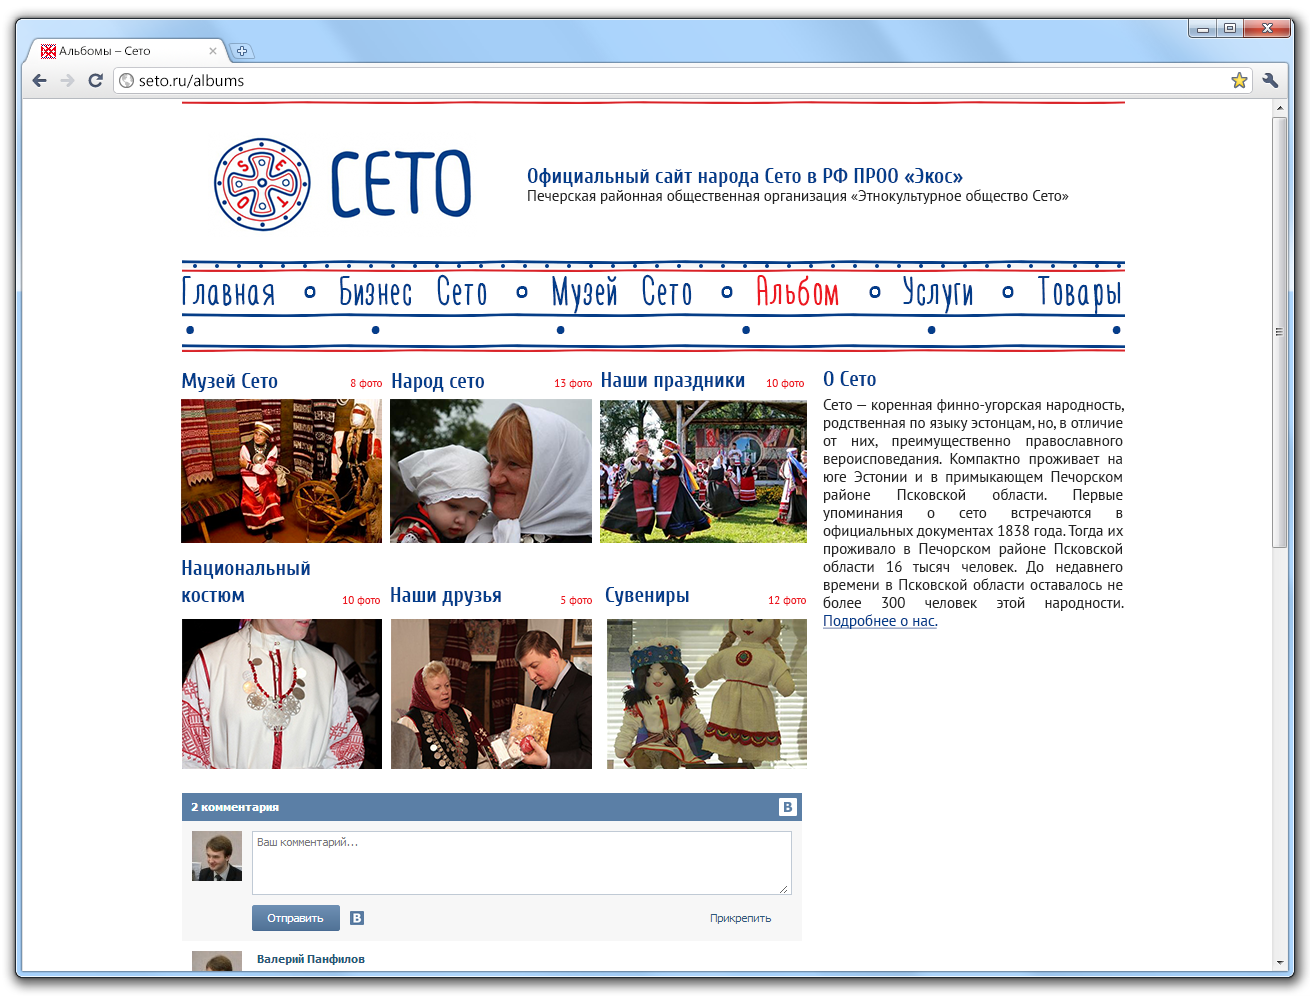 Альбомы – Сето
seto.ru/albums
SETO
СЕТО
Официальный сайт народа Сето в РФ ПРОО «Экос»
Печерская районная общественная организация «Этнокультурное общество Сето»
Главная Бизнес Сето Музей Сето Альбом Услуги Товары
Музей Сето 8 фото
Народ сето 13 фото
Наши праздники 10 фото
Национальный
костюм 10 фото
Наши друзья 5 фото
Сувениры 12 фото
О Сето
Сето — коренная финно-угорская народность,
родственная по языку эстонцам, но, в отличие
от них, преимущественно православного
вероисповедания. Компактно проживает на
юге Эстонии и в примыкающем Печорском
районе Псковской области. Первые
упоминания о сето встречаются в
официальных документах 1838 года. Тогда их
проживало в Печорском районе Псковской
области 16 тысяч человек. До недавнего
времени в Псковской области оставалось не
более 300 человек этой народности.
Подробнее о нас.
2 комментария B
Ваш комментарий...
Отправить B Прикрепить
Валерий Панфилов